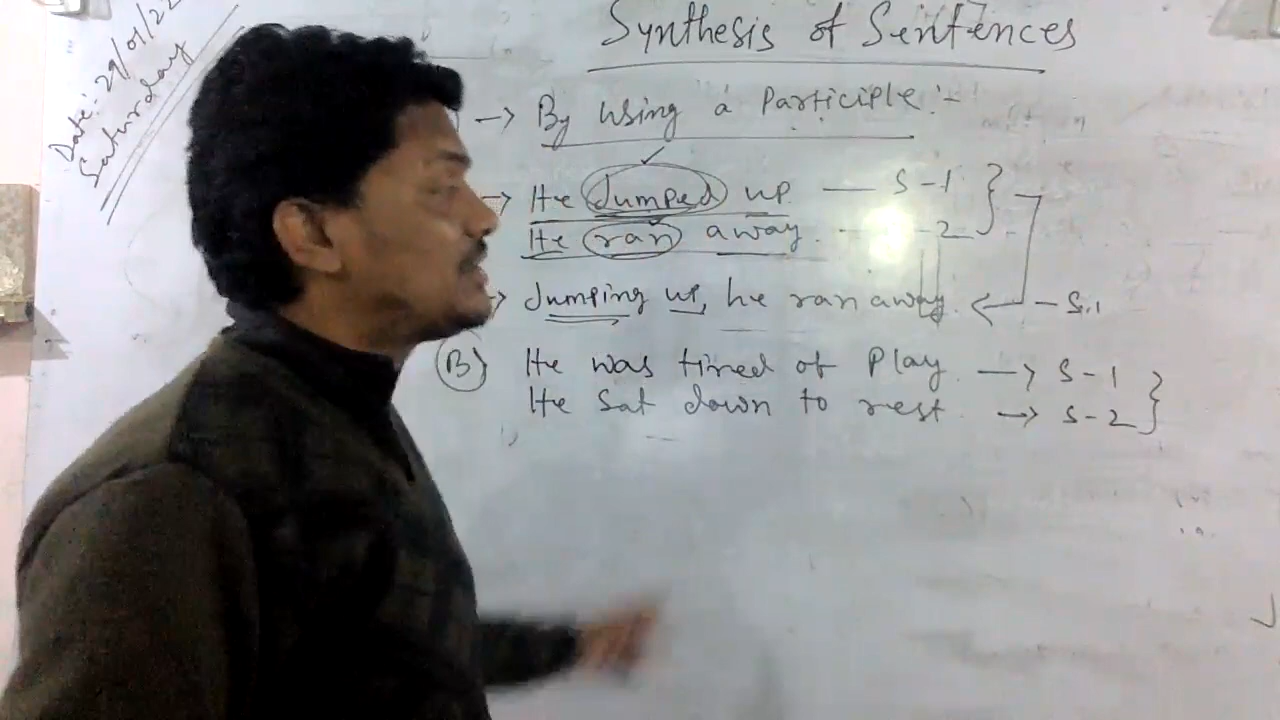 Date:- 29/01/22
Saturday
Synthesis of Sentences
→ By using a Participle :-
→ He Jumped up. — S-1
He ran away. — -2
→ Jumping up, he ran away. ← — S.1
(B) He was tired of Play. → S-1
He sat down to rest. → S-2